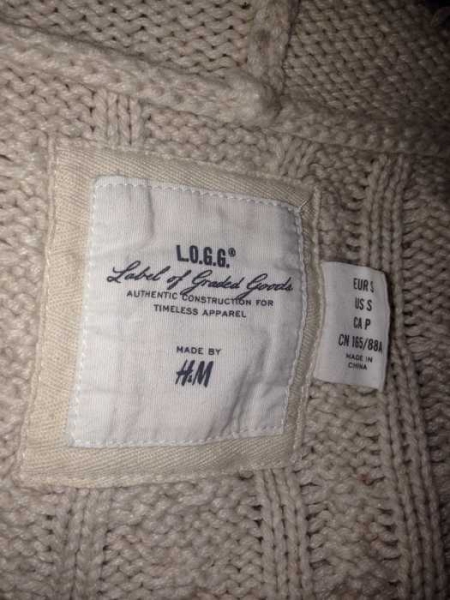 L.O.G.G.®
Label of Graded Goods
AUTHENTIC CONSTRUCTION FOR
TIMELESS APPAREL
MADE BY
H&M
EUR S
US S
CA P
CN 165/88A
MADE IN
CHINA